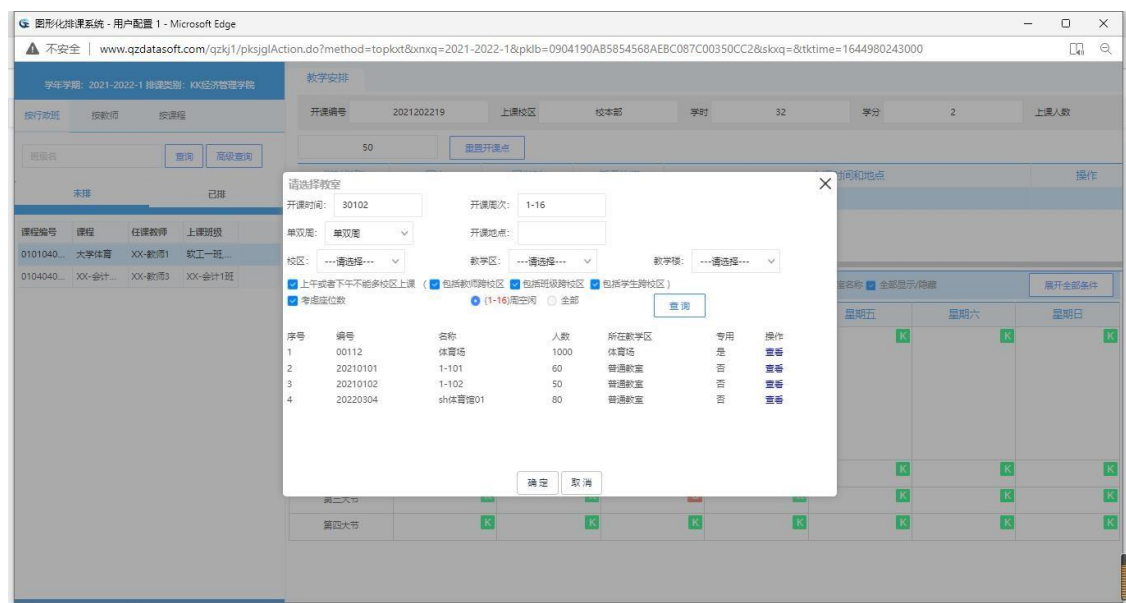 图形化排课系统 - 用户配置 1 - Microsoft Edge
不安全 | www.qzdatasoft.com/qzkj1/pksjglAction.do?method=topkxt&xnxq=2021-2022-1&pklb=0904190AB5854568AEBC087C00350CC2&skxq=&tktime=1644980243000
学年学期: 2021-2022-1 排课类别: KK经济管理学院
教学安排
按行政班 按教师 按课程
开课编号 2021202219 上课校区 校本部 学时 32 学分 2 上课人数
班级名 查询 高级查询
50 重置开课点
未排 已排
时间和地点 操作
课程编号 课程 任课教师 上课班级
0101040... 大学体育 XX-教师1 软工一班,...
0104040... XX-会计... XX-教师3 XX-会计1班
请选择教室
开课时间: 30102 开课周次: 1-16
单双周: 单双周 开课地点:
校区: ---请选择--- 教学区: ---请选择--- 教学楼: ---请选择---
上午或者下午不能多校区上课 ( 包括教师跨校区 包括班级跨校区 包括学生跨校区 )
考虑座位数 (1-16)周空闲 全部 查 询
序号 编号 名称 人数 所在教学区 专用 操作
1 00112 体育场 1000 体育场 是 查看
2 20210101 1-101 60 普通教室 否 查看
3 20210102 1-102 50 普通教室 否 查看
4 20220304 sh体育馆01 80 普通教室 否 查看
确 定 取 消
室名称 全部显示/隐藏 展开全部条件
星期五 星期六 星期日
K K K
K K K
第三大节 K K K
第四大节 K K K K K K K